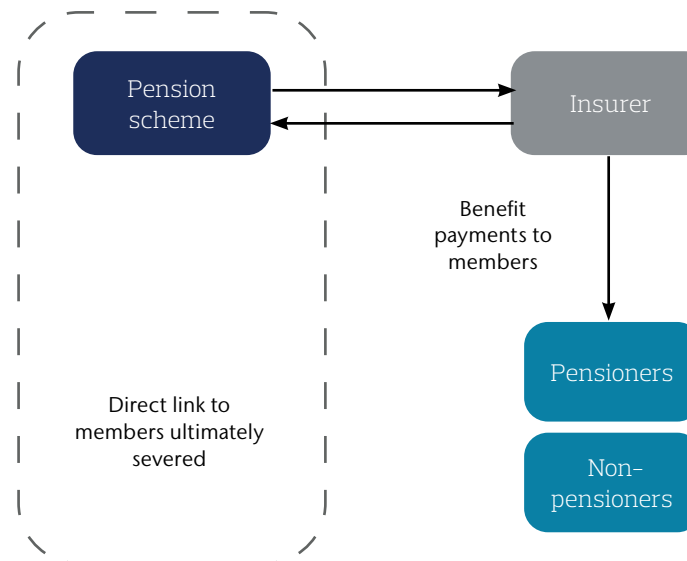 Pension
scheme
Insurer
Benefit
payments to
members
Pensioners
Direct link to
members ultimately
severed
Non-
pensioners